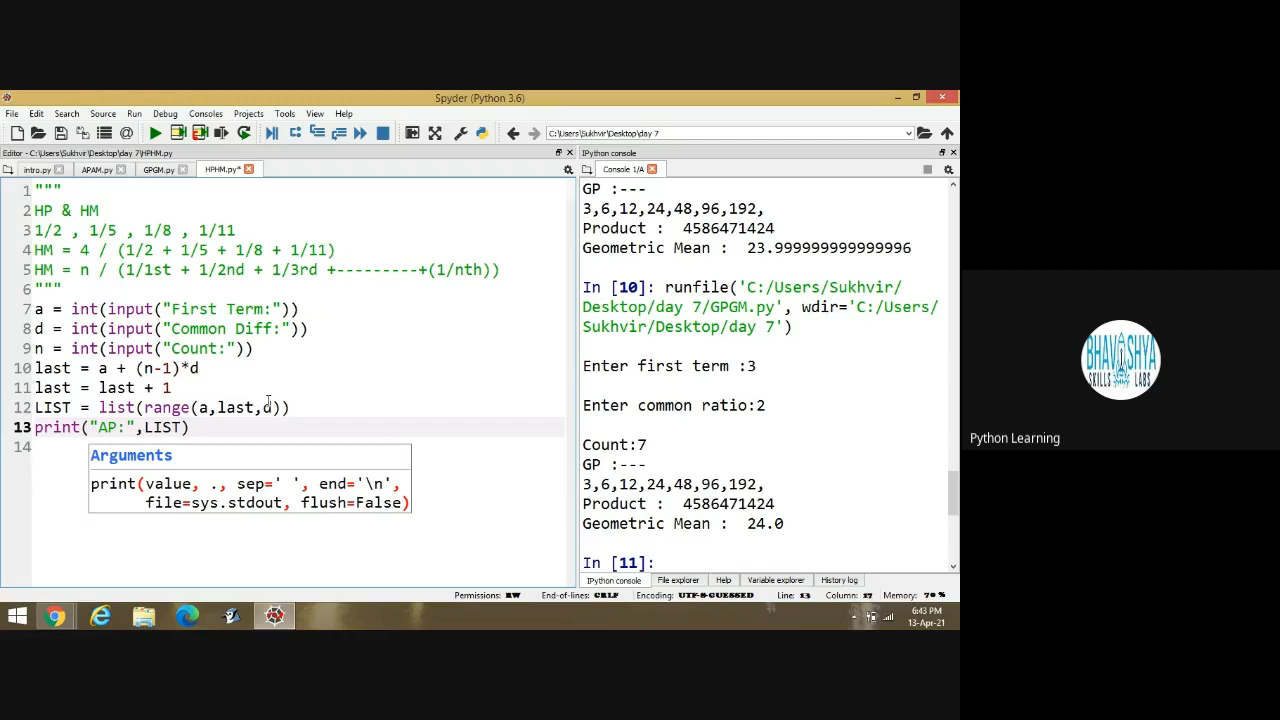 Spyder (Python 3.6)
File Edit Search Source Run Debug Consoles Projects Tools View Help
C:\Users\Sukhvir\Desktop\day 7
Editor - C:\Users\Sukhvir\Desktop\day 7\HPHM.py
intro.py APAM.py GPGM.py HPHM.py*
1 """
2 HP & HM
3 1/2 , 1/5 , 1/8 , 1/11
4 HM = 4 / (1/2 + 1/5 + 1/8 + 1/11)
5 HM = n / (1/1st + 1/2nd + 1/3rd +---------+(1/nth))
6 """
7 a = int(input("First Term:"))
8 d = int(input("Common Diff:"))
9 n = int(input("Count:"))
10 last = a + (n-1)*d
11 last = last + 1
12 LIST = list(range(a,last,d))
13 print("AP:",LIST)
14
Arguments
print(value, ., sep=' ', end='\n',
file=sys.stdout, flush=False)
IPython console
Console 1/A
GP :---
3,6,12,24,48,96,192,
Product :  4586471424
Geometric Mean :  23.999999999999996
In [10]: runfile('C:/Users/Sukhvir/
Desktop/day 7/GPGM.py', wdir='C:/Users/
Sukhvir/Desktop/day 7')
Enter first term :3
Enter common ratio:2
Count:7
GP :---
3,6,12,24,48,96,192,
Product :  4586471424
Geometric Mean :  24.0
In [11]:
IPython console File explorer Help Variable explorer History log
Permissions: RW End-of-lines: CRLF Encoding: UTF-8-GUESSED Line: 13 Column: 17 Memory: 70 %
6:43 PM
13-Apr-21
BHAVISHYA
SKILLS LABS
Python Learning